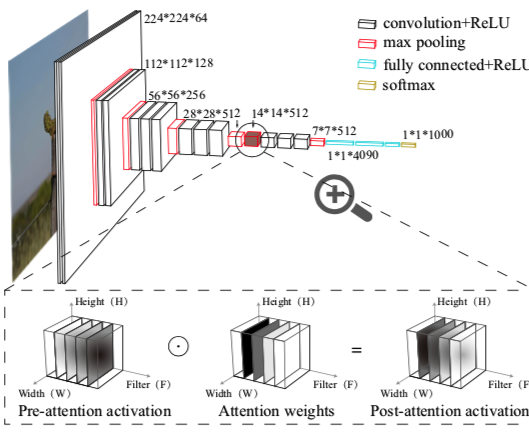 224*224*64
convolution+ReLU
max pooling
fully connected+ReLU
softmax
112*112*128
56*56*256
28*28*512
14*14*512
7*7*512
1*1*4090
1*1*1000
Height (H)
Filter (F)
Width (W)
Pre-attention activation
Height (H)
Filter (F)
Width (W)
Attention weights
=
Height (H)
Filter (F)
Width (W)
Post-attention activation